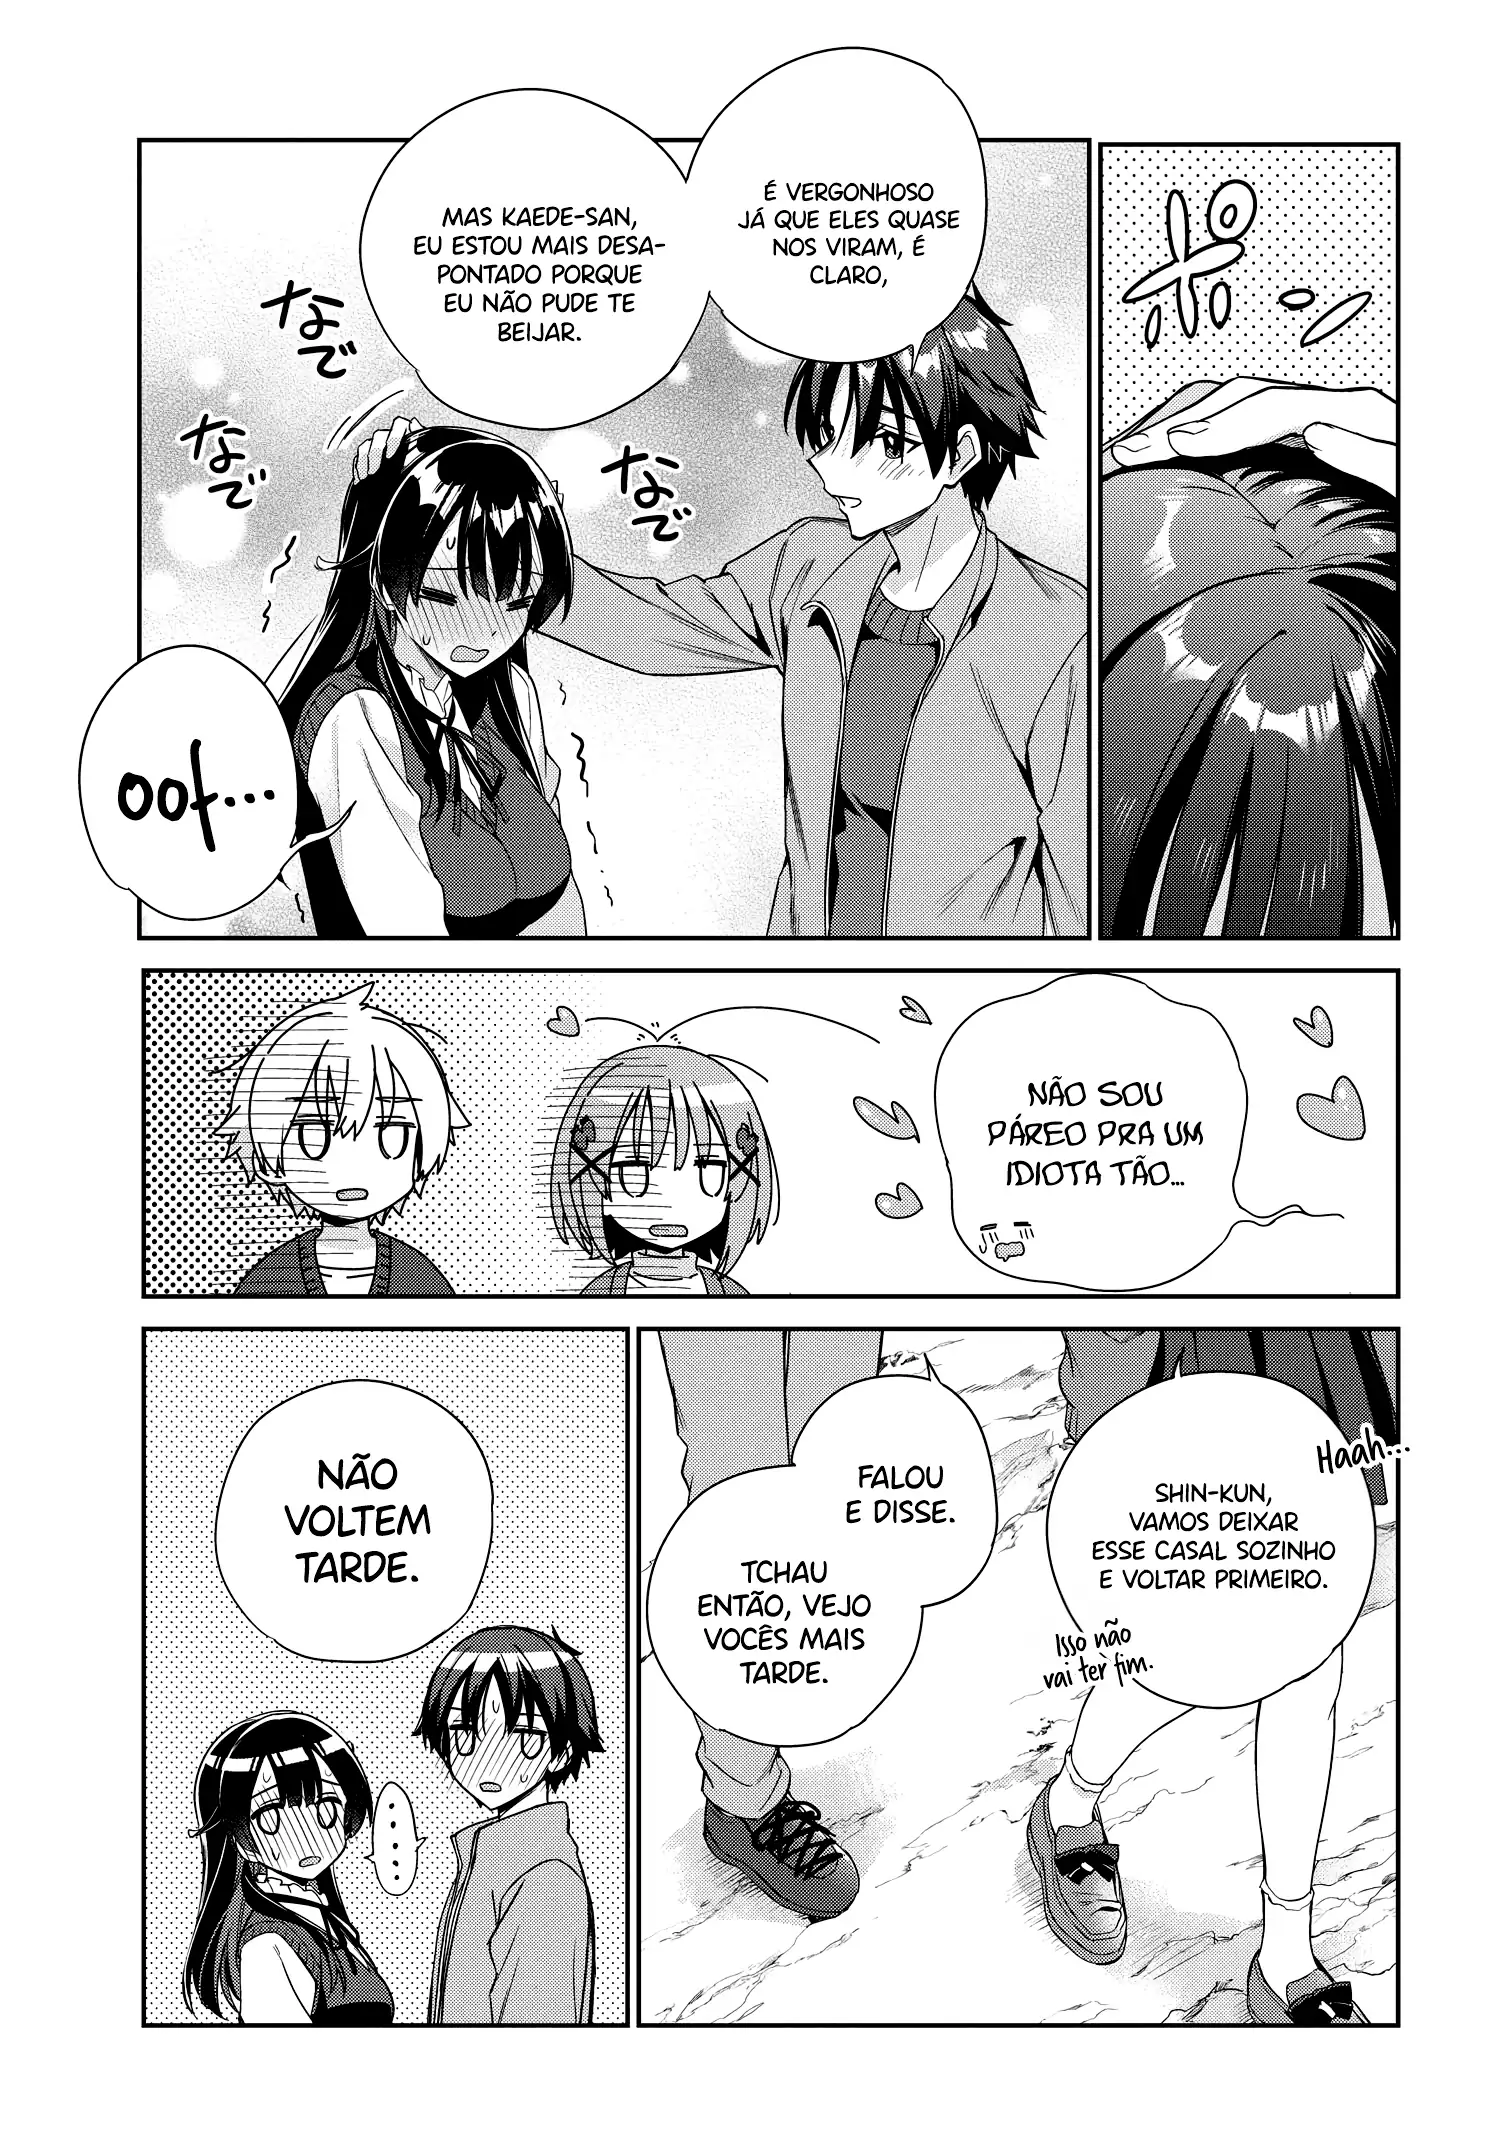 ポ
É VERGONHOSO
JÁ QUE ELES QUASE
NOS VIRAM, É
CLARO,
MAS KAEDE-SAN,
EU ESTOU MAIS DESA-
PONTADO PORQUE
EU NÃO PUDE TE
BEIJAR.
なで
なで
なで
OOF...
NÃO SOU
PÁREO PRA UM
IDIOTA TÃO...
Haah...
SHIN-KUN,
VAMOS DEIXAR
ESSE CASAL SOZINHO
E VOLTAR PRIMEIRO.
Isso não
vai ter fim.
FALOU
E DISSE.
TCHAU
ENTÃO, VEJO
VOCÊS MAIS
TARDE.
NÃO
VOLTEM
TARDE.